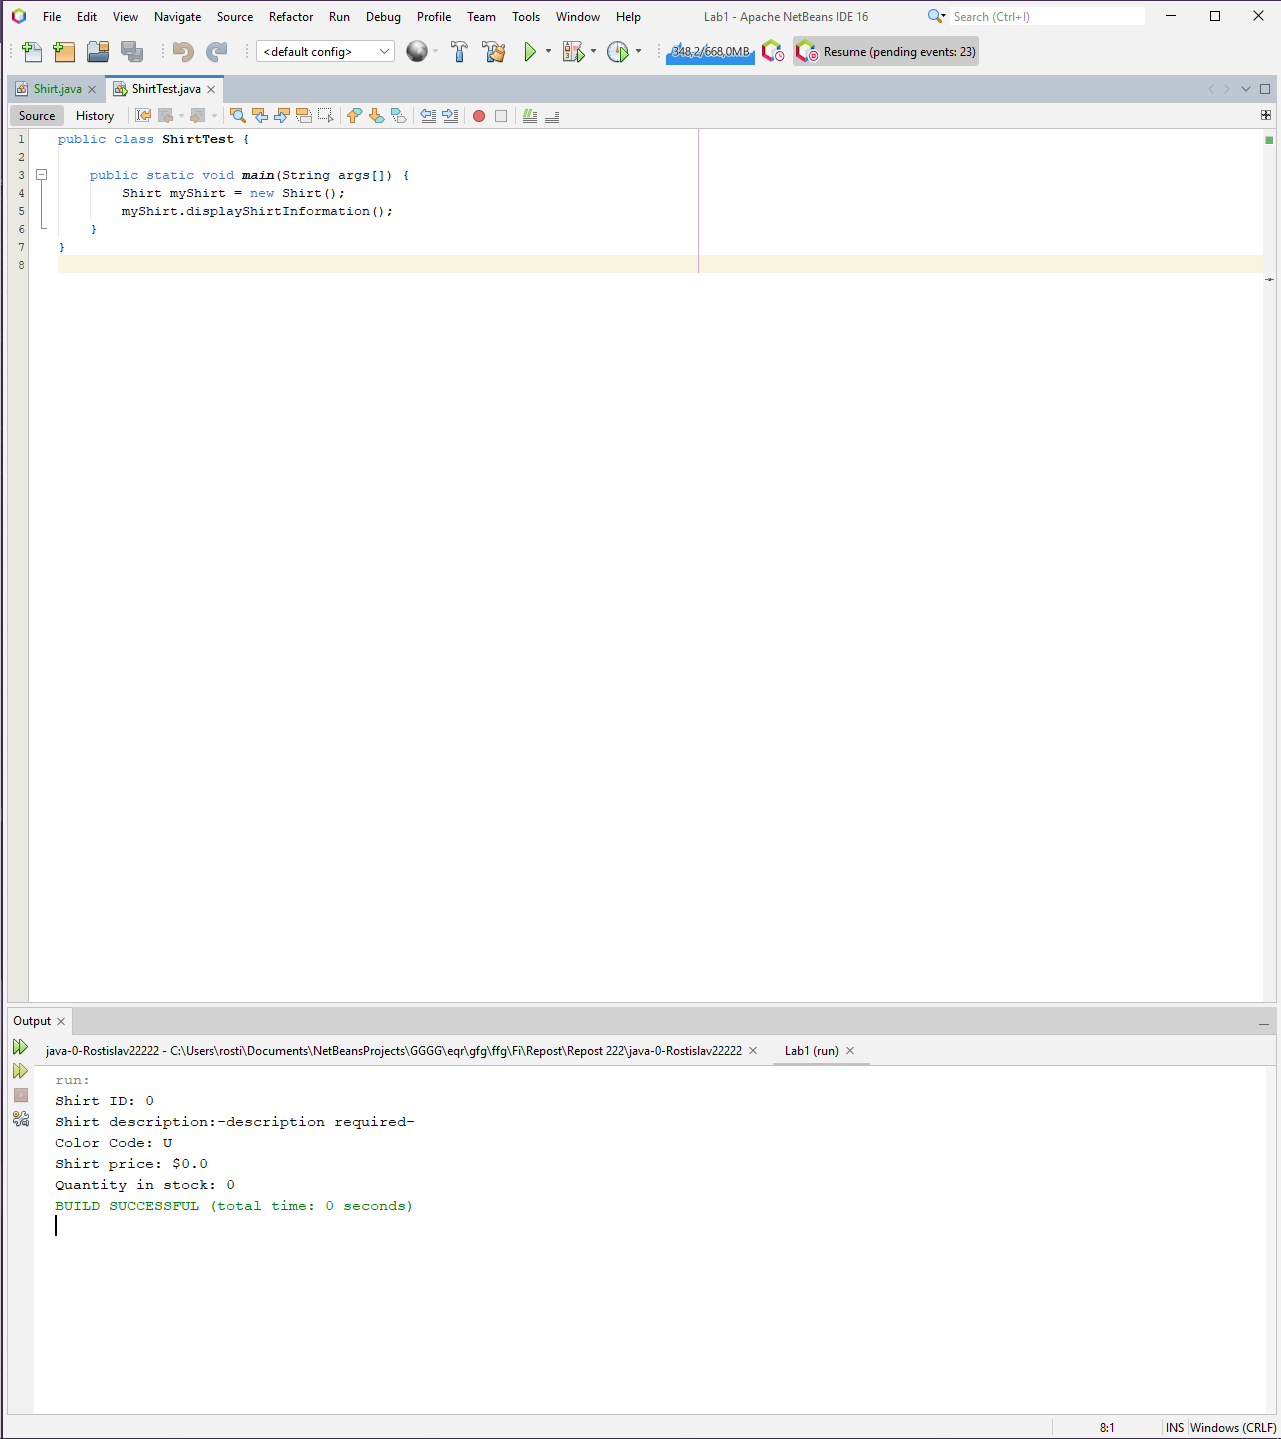 File Edit View Navigate Source Refactor Run Debug Profile Team Tools Window Help Lab1 - Apache NetBeans IDE 16 Search (Ctrl+I)
<default config> 348,2/668,0MB Resume (pending events: 23)
Shirt.java ShirtTest.java
Source History
1 public class ShirtTest {
2
3 public static void main(String args[]) {
4 Shirt myShirt = new Shirt();
5 myShirt.displayShirtInformation();
6 }
7 }
8
Output
java-0-Rostislav22222 - C:\Users\rosti\Documents\NetBeansProjects\GGGG\eqr\gfg\ffg\Fi\Repost\Repost 222\java-0-Rostislav22222 Lab1 (run)
run:
Shirt ID: 0
Shirt description:-description required-
Color Code: U
Shirt price: $0.0
Quantity in stock: 0
BUILD SUCCESSFUL (total time: 0 seconds)
8:1 INS Windows (CRLF)